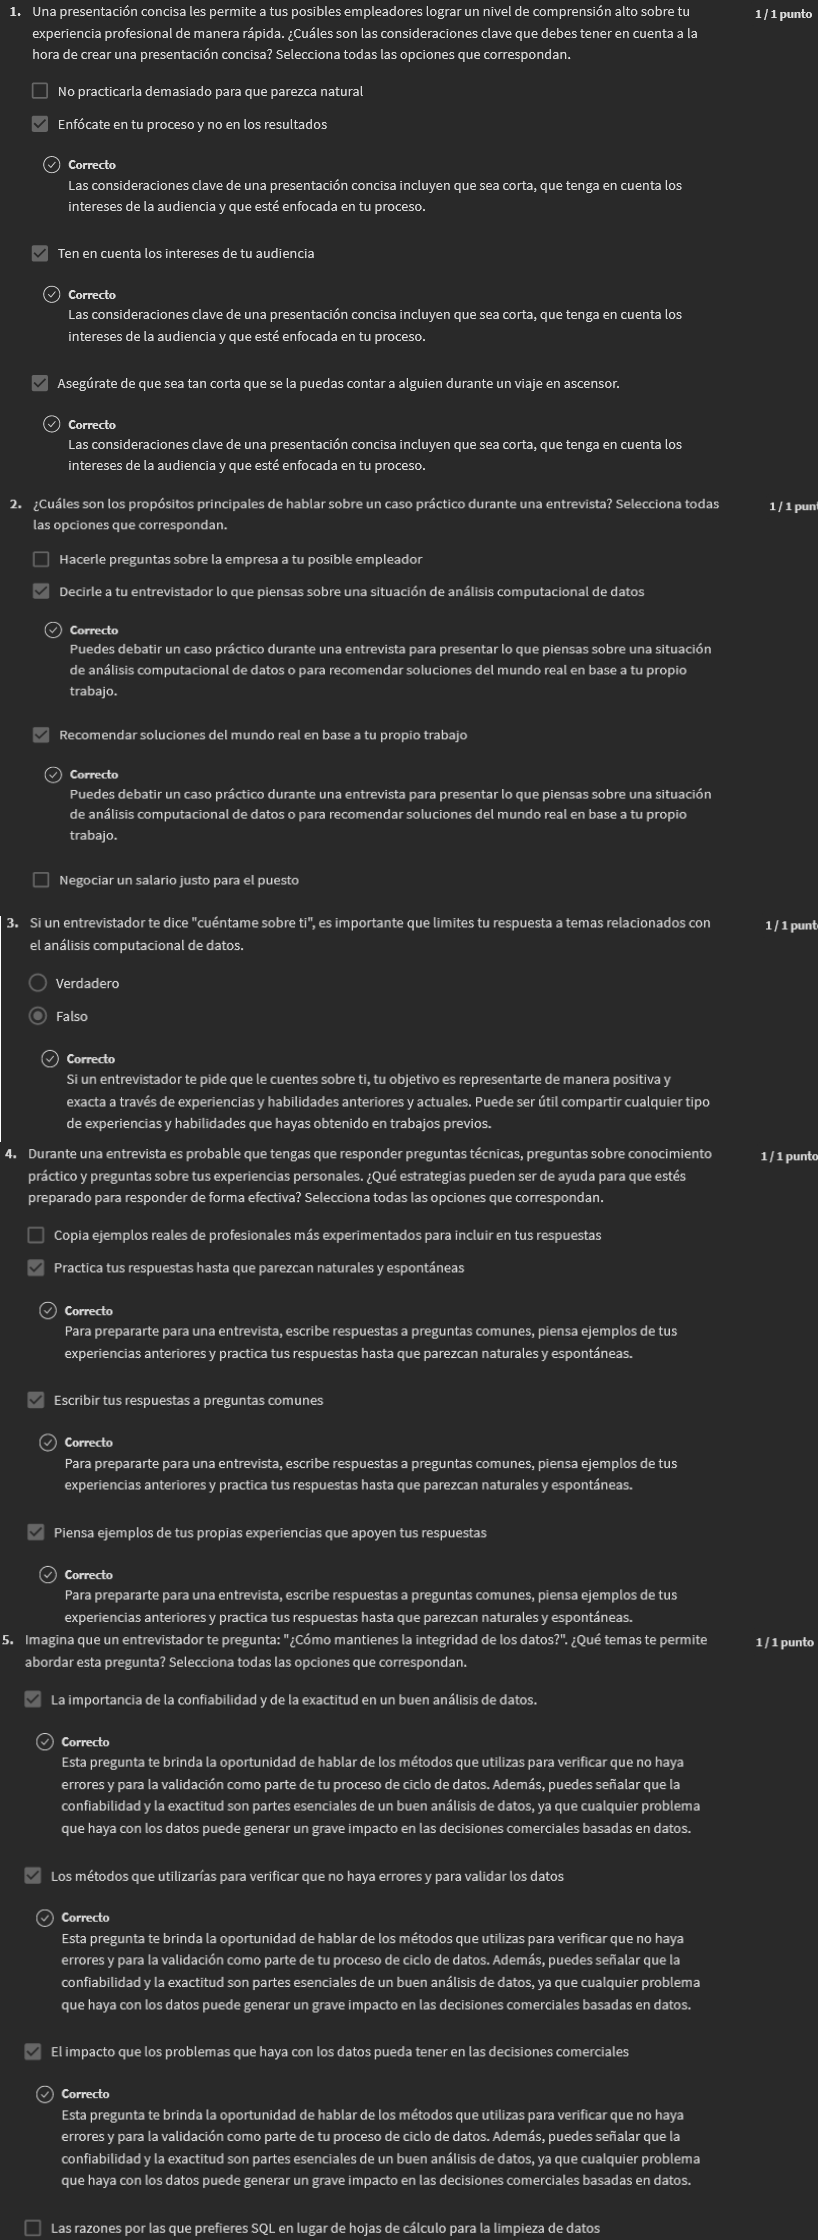 1. Una presentación concisa les permite a tus posibles empleadores lograr un nivel de comprensión alto sobre tu 1 / 1 punto
experiencia profesional de manera rápida. ¿Cuáles son las consideraciones clave que debes tener en cuenta a la
hora de crear una presentación concisa? Selecciona todas las opciones que correspondan.
No practicarla demasiado para que parezca natural
Enfócate en tu proceso y no en los resultados
Correcto
Las consideraciones clave de una presentación concisa incluyen que sea corta, que tenga en cuenta los
intereses de la audiencia y que esté enfocada en tu proceso.
Ten en cuenta los intereses de tu audiencia
Correcto
Las consideraciones clave de una presentación concisa incluyen que sea corta, que tenga en cuenta los
intereses de la audiencia y que esté enfocada en tu proceso.
Asegúrate de que sea tan corta que se la puedas contar a alguien durante un viaje en ascensor.
Correcto
Las consideraciones clave de una presentación concisa incluyen que sea corta, que tenga en cuenta los
intereses de la audiencia y que esté enfocada en tu proceso.
2. ¿Cuáles son los propósitos principales de hablar sobre un caso práctico durante una entrevista? Selecciona todas 1 / 1 pun
las opciones que correspondan.
Hacerle preguntas sobre la empresa a tu posible empleador
Decirle a tu entrevistador lo que piensas sobre una situación de análisis computacional de datos
Correcto
Puedes debatir un caso práctico durante una entrevista para presentar lo que piensas sobre una situación
de análisis computacional de datos o para recomendar soluciones del mundo real en base a tu propio
trabajo.
Recomendar soluciones del mundo real en base a tu propio trabajo
Correcto
Puedes debatir un caso práctico durante una entrevista para presentar lo que piensas sobre una situación
de análisis computacional de datos o para recomendar soluciones del mundo real en base a tu propio
trabajo.
Negociar un salario justo para el puesto
3. Si un entrevistador te dice "cuéntame sobre ti", es importante que limites tu respuesta a temas relacionados con 1 / 1 punt
el análisis computacional de datos.
Verdadero
Falso
Correcto
Si un entrevistador te pide que le cuentes sobre ti, tu objetivo es representarte de manera positiva y
exacta a través de experiencias y habilidades anteriores y actuales. Puede ser útil compartir cualquier tipo
de experiencias y habilidades que hayas obtenido en trabajos previos.
4. Durante una entrevista es probable que tengas que responder preguntas técnicas, preguntas sobre conocimiento 1 / 1 punto
práctico y preguntas sobre tus experiencias personales. ¿Qué estrategias pueden ser de ayuda para que estés
preparado para responder de forma efectiva? Selecciona todas las opciones que correspondan.
Copia ejemplos reales de profesionales más experimentados para incluir en tus respuestas
Practica tus respuestas hasta que parezcan naturales y espontáneas
Correcto
Para prepararte para una entrevista, escribe respuestas a preguntas comunes, piensa ejemplos de tus
experiencias anteriores y practica tus respuestas hasta que parezcan naturales y espontáneas.
Escribir tus respuestas a preguntas comunes
Correcto
Para prepararte para una entrevista, escribe respuestas a preguntas comunes, piensa ejemplos de tus
experiencias anteriores y practica tus respuestas hasta que parezcan naturales y espontáneas.
Piensa ejemplos de tus propias experiencias que apoyen tus respuestas
Correcto
Para prepararte para una entrevista, escribe respuestas a preguntas comunes, piensa ejemplos de tus
experiencias anteriores y practica tus respuestas hasta que parezcan naturales y espontáneas.
5. Imagina que un entrevistador te pregunta: "¿Cómo mantienes la integridad de los datos?". ¿Qué temas te permite 1 / 1 punto
abordar esta pregunta? Selecciona todas las opciones que correspondan.
La importancia de la confiabilidad y de la exactitud en un buen análisis de datos.
Correcto
Esta pregunta te brinda la oportunidad de hablar de los métodos que utilizas para verificar que no haya
errores y para la validación como parte de tu proceso de ciclo de datos. Además, puedes señalar que la
confiabilidad y la exactitud son partes esenciales de un buen análisis de datos, ya que cualquier problema
que haya con los datos puede generar un grave impacto en las decisiones comerciales basadas en datos.
Los métodos que utilizarías para verificar que no haya errores y para validar los datos
Correcto
Esta pregunta te brinda la oportunidad de hablar de los métodos que utilizas para verificar que no haya
errores y para la validación como parte de tu proceso de ciclo de datos. Además, puedes señalar que la
confiabilidad y la exactitud son partes esenciales de un buen análisis de datos, ya que cualquier problema
que haya con los datos puede generar un grave impacto en las decisiones comerciales basadas en datos.
El impacto que los problemas que haya con los datos pueda tener en las decisiones comerciales
Correcto
Esta pregunta te brinda la oportunidad de hablar de los métodos que utilizas para verificar que no haya
errores y para la validación como parte de tu proceso de ciclo de datos. Además, puedes señalar que la
confiabilidad y la exactitud son partes esenciales de un buen análisis de datos, ya que cualquier problema
que haya con los datos puede generar un grave impacto en las decisiones comerciales basadas en datos.
Las razones por las que prefieres SQL en lugar de hojas de cálculo para la limpieza de datos